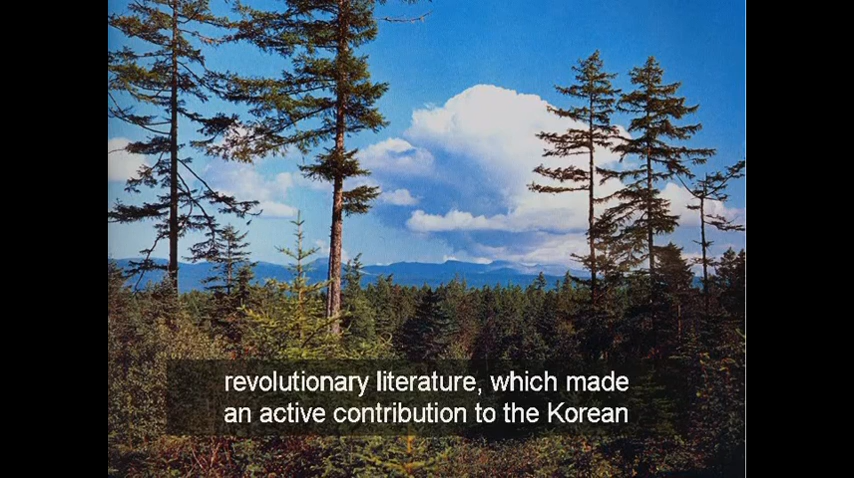 revolutionary literature, which made
an active contribution to the Korean